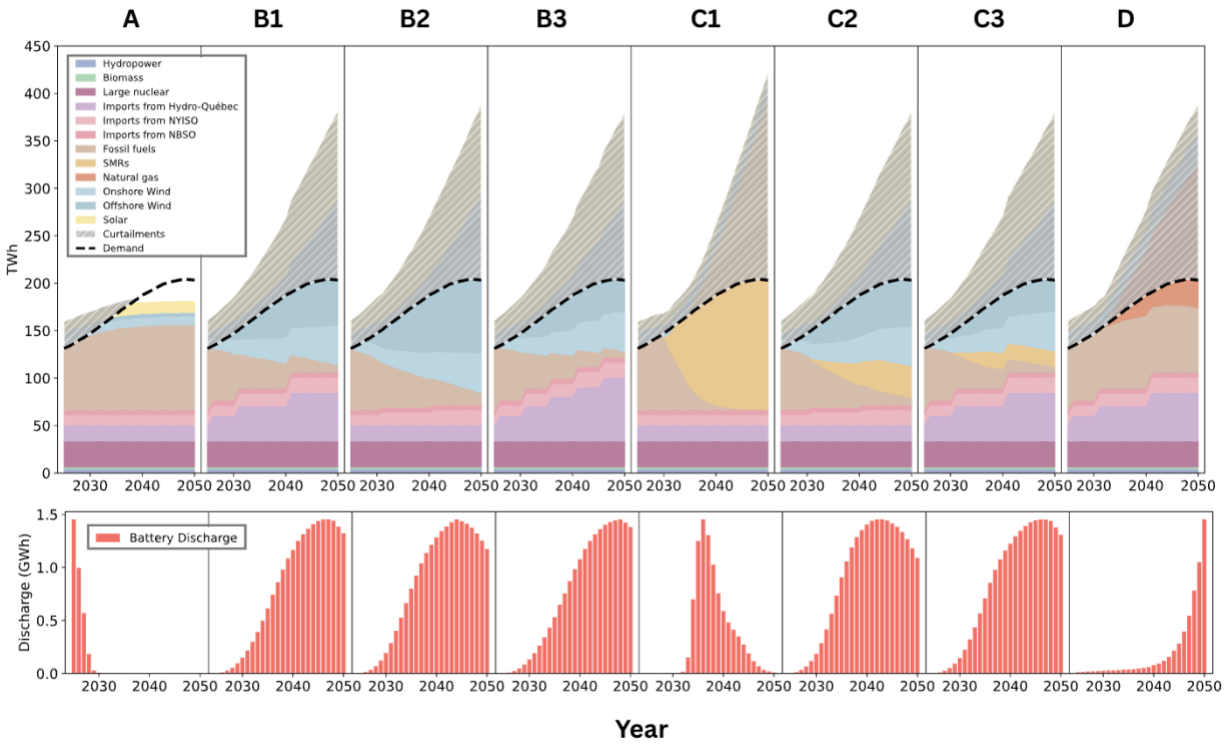 A B1 B2 B3 C1 C2 C3 D
450
400
350
300
250
200
150
100
50
0
TWh
Hydropower
Biomass
Large nuclear
Imports from Hydro-Québec
Imports from NYISO
Imports from NBSO
Fossil fuels
SMRs
Natural gas
Onshore Wind
Offshore Wind
Solar
Curtailments
Demand
2030 2040 2050 2030 2040 2050 2030 2040 2050 2030 2040 2050 2030 2040 2050 2030 2040 2050 2030 2040 2050 2030 2040 2050
1.5
1.0
0.5
0.0
Discharge (GWh)
Battery Discharge
2030 2040 2050 2030 2040 2050 2030 2040 2050 2030 2040 2050 2030 2040 2050 2030 2040 2050 2030 2040 2050 2030 2040 2050
Year